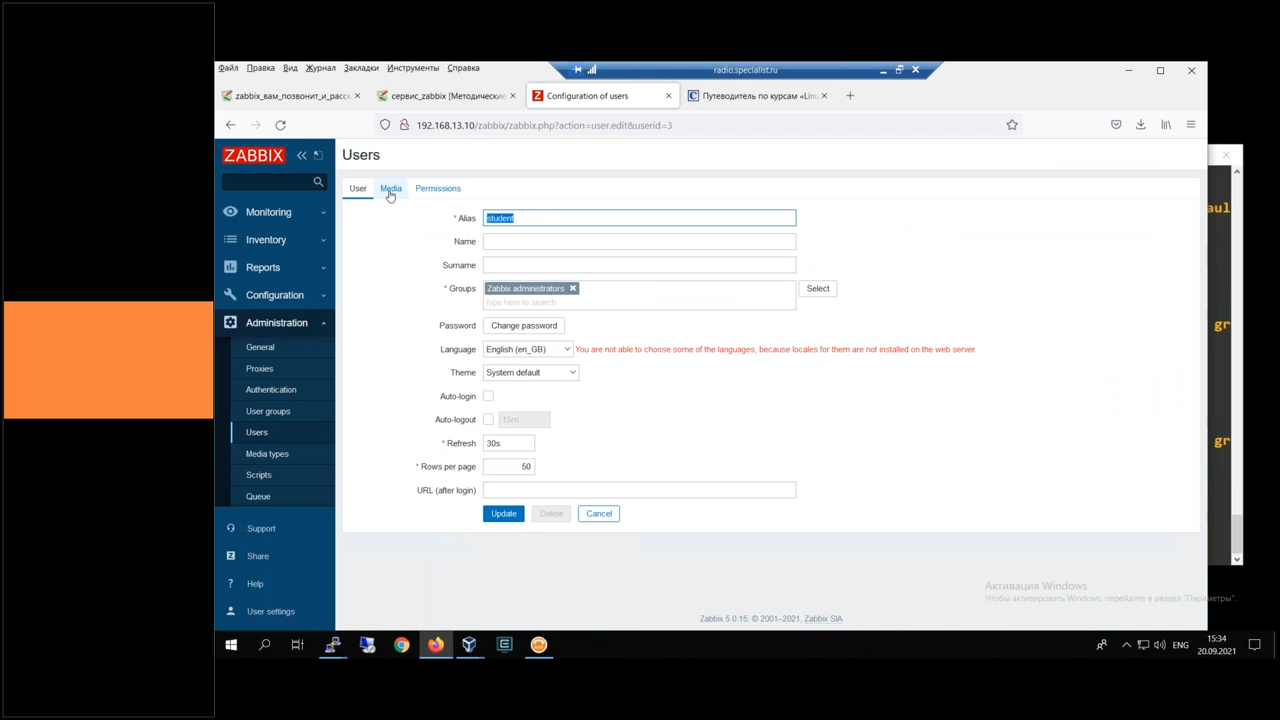 Файл Правка Вид Журнал Закладки Инструменты Справка
radio.specialist.ru
zabbix_вам_позвонит_и_расс
сервис_zabbix [Методические
Configuration of users
Путеводитель по курсам «Linu
192.168.13.10/zabbix/zabbix.php?action=user.edit&userid=3
ZABBIX
Users
User Media Permissions
Monitoring
Inventory
Reports
Configuration
Administration
General
Proxies
Authentication
User groups
Users
Media types
Scripts
Queue
Support
Share
Help
User settings
* Alias student
Name
Surname
* Groups Zabbix administrators Select
type here to search
Password Change password
Language English (en_GB) You are not able to choose some of the languages, because locales for them are not installed on the web server.
Theme System default
Auto-login
Auto-logout 15m
* Refresh 30s
* Rows per page 50
URL (after login)
Update Delete Cancel
aul
gr
gr
Активация Windows
Чтобы активировать Windows, перейдите в раздел "Параметры".
Zabbix 5.0.15. © 2001–2021, Zabbix SIA
ENG
15:34
20.09.2021